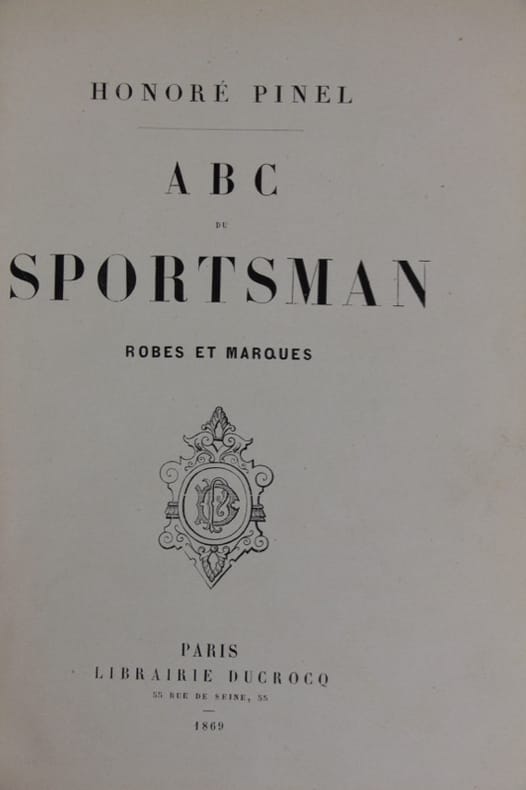 HONORÉ PINEL
ABC
DU
SPORTSMAN
ROBES ET MARQUES
PARIS
LIBRAIRIE DUCROCQ
55 RUE DE SEINE, 55
1869